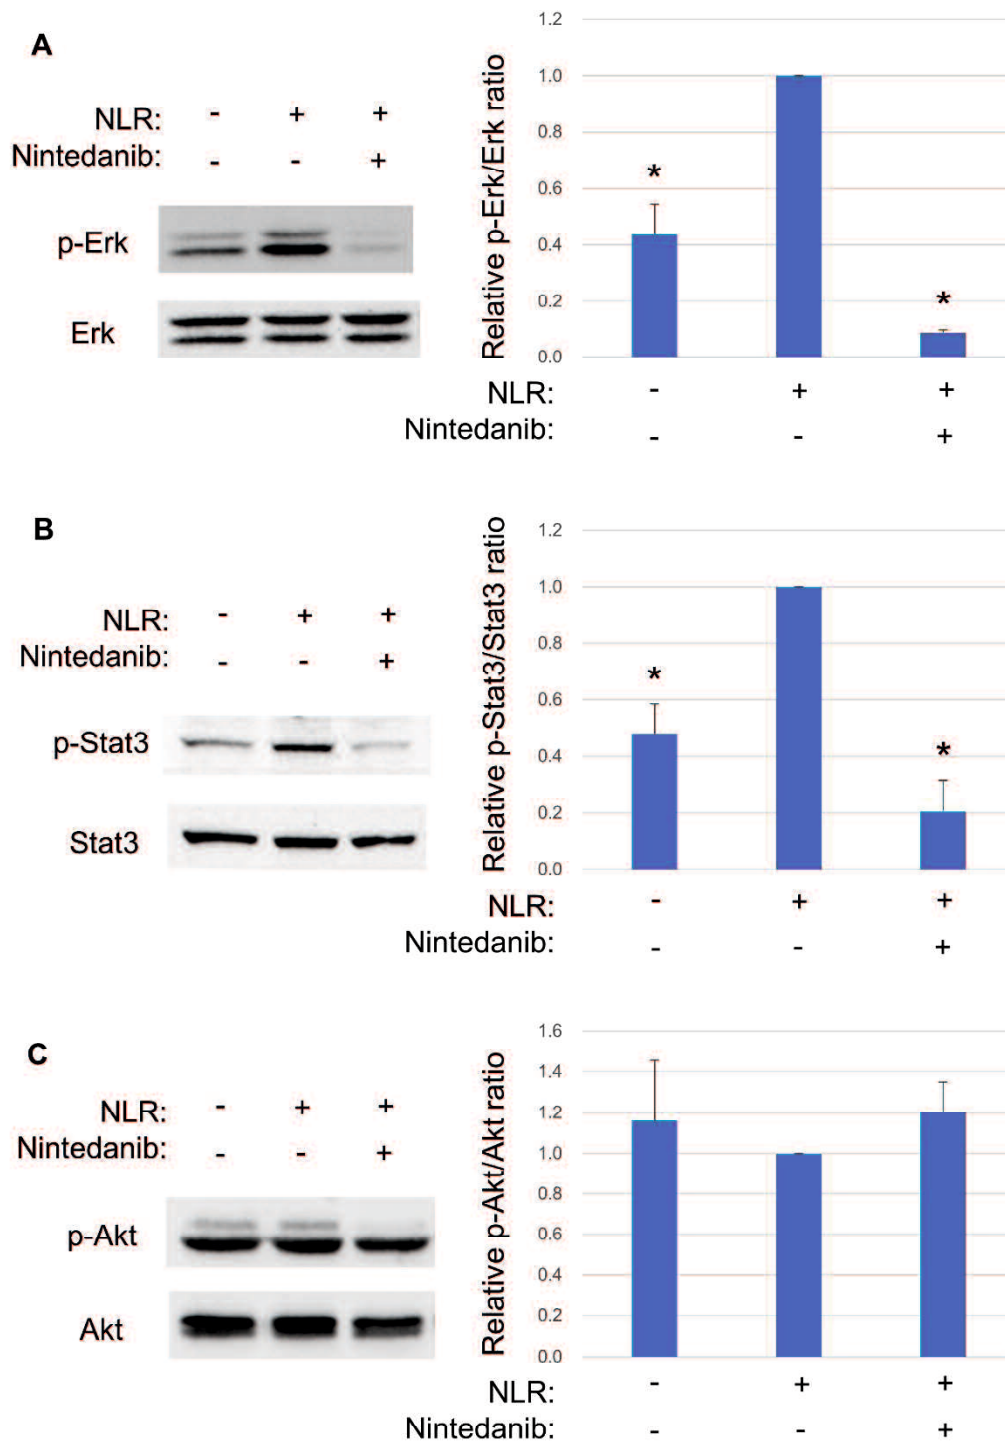 A
NLR: - + +
Nintedanib: - - +
p-Erk
Erk
Relative p-Erk/Erk ratio
1.2
1.0
0.8
0.6
0.4
0.2
0.0
*
*
NLR: - + +
Nintedanib: - - +
B
NLR: - + +
Nintedanib: - - +
p-Stat3
Stat3
Relative p-Stat3/Stat3 ratio
1.2
1.0
0.8
0.6
0.4
0.2
0.0
*
*
NLR: - + +
Nintedanib: - - +
C
NLR: - + +
Nintedanib: - - +
p-Akt
Akt
Relative p-Akt/Akt ratio
1.6
1.4
1.2
1.0
0.8
0.6
0.4
0.2
0.0
NLR: - + +
Nintedanib: - - +